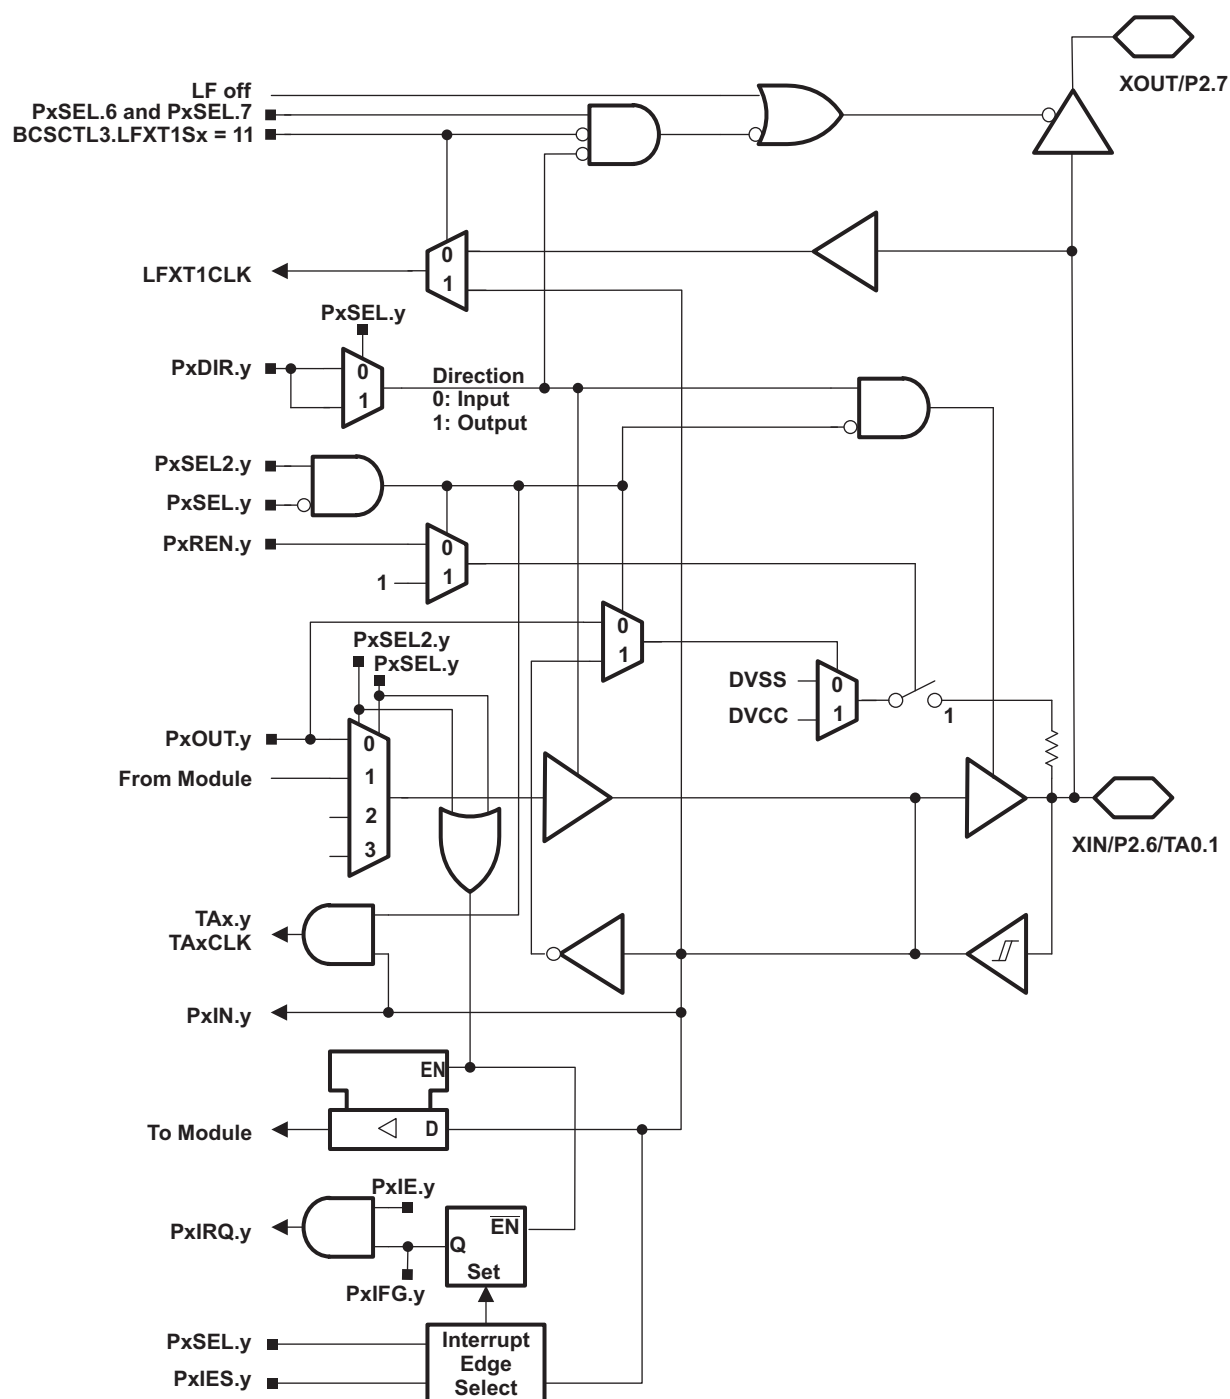 XOUT/P2.7
LF off
PxSEL.6 and PxSEL.7
BCSCTL3.LFXT1Sx = 11
0
1
LFXT1CLK
PxSEL.y
PxDIR.y
0
1
Direction
0: Input
1: Output
PxSEL2.y
PxSEL.y
PxREN.y
0
1
1
0
1
PxSEL2.y
PxSEL.y
DVSS
DVCC
0
1
1
PxOUT.y
From Module
0
1
2
3
XIN/P2.6/TA0.1
TAx.y
TAxCLK
PxIN.y
EN
D
To Module
PxIE.y
PxIRQ.y
EN
Q
Set
PxIFG.y
PxSEL.y
PxIES.y
Interrupt
Edge
Select